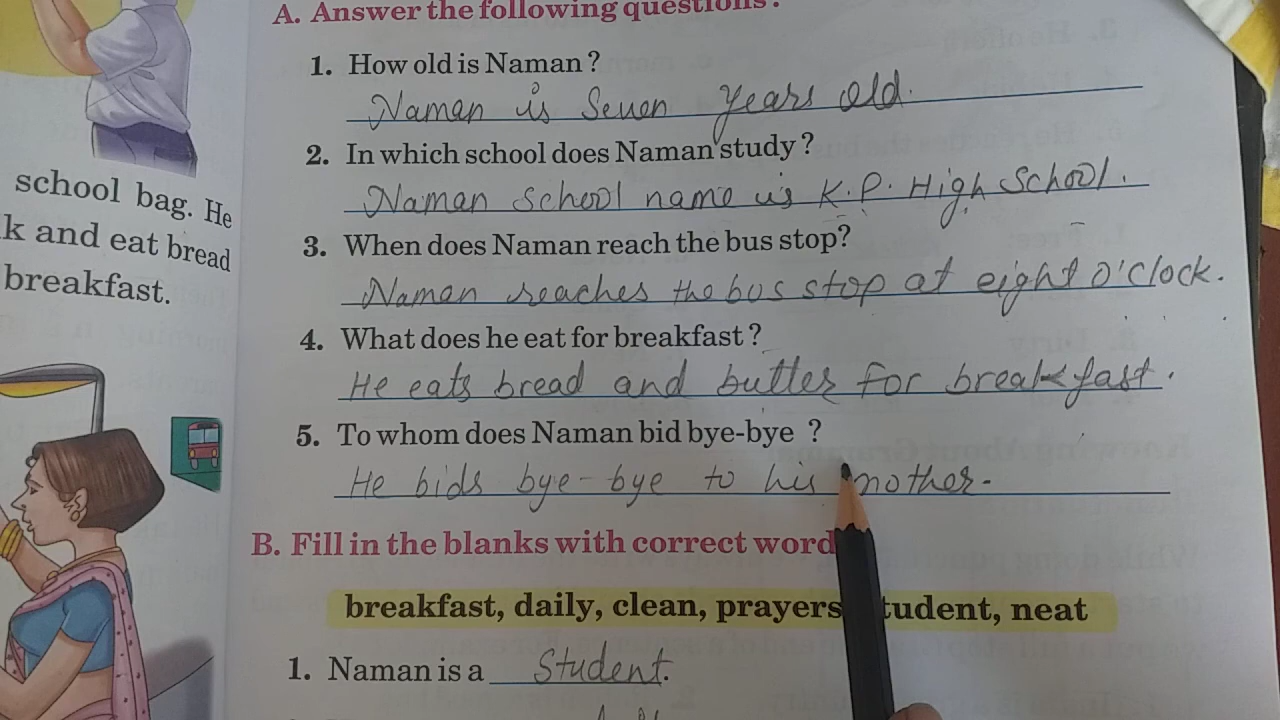 A. Answer the following questions:
1. How old is Naman ?
Naman is Seven years old.
2. In which school does Naman study ?
Naman school name is K.P. High School.
school bag. He
3. When does Naman reach the bus stop?
k and eat bread
Naman reaches the bus stop at eight O'clock.
breakfast.
4. What does he eat for breakfast ?
He eats bread and butter for breakfast.
5. To whom does Naman bid bye-bye ?
He bids bye-bye to his mother.
B. Fill in the blanks with correct word
breakfast, daily, clean, prayers student, neat
1. Naman is a Student.